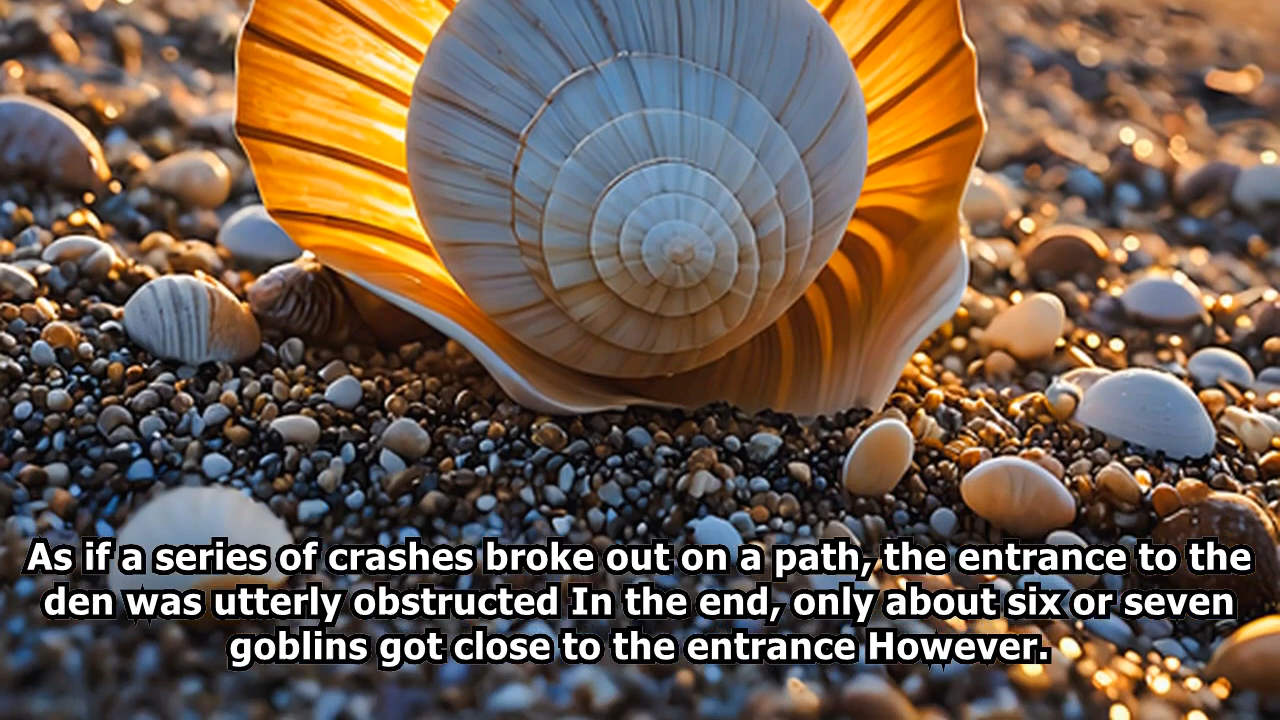 As if a series of crashes broke out on a path, the entrance to the
den was utterly obstructed In the end, only about six or seven
goblins got close to the entrance However.